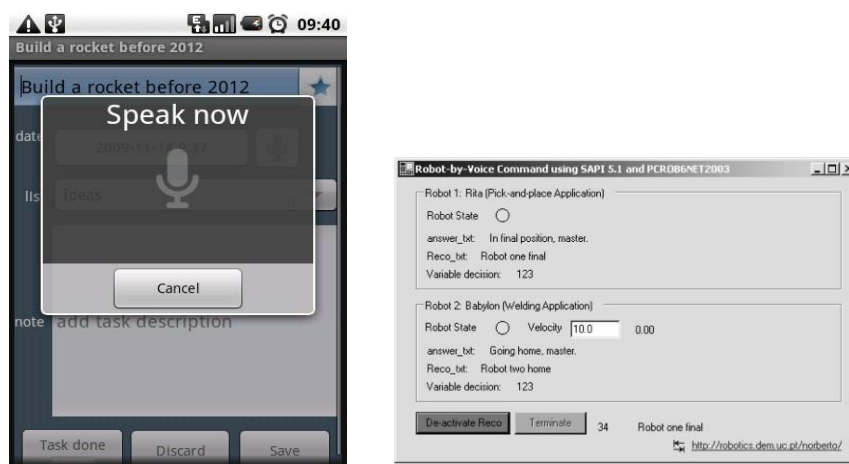 09:40
Build a rocket before 2012
Build a rocket before 2012
Speak now
date
2009-11-14 9:37
list
Ideas
Cancel
note add task description
Task done Discard Save
Robot-by-Voice Command using SAPI 5.1 and PCROB6NET2003
Robot 1: Rita (Pick-and-place Application)
Robot State
answer_txt: In final position, master.
Reco_txt: Robot one final
Variable decision: 123
Robot 2: Babylon (Welding Application)
Robot State Velocity 10.0 0.00
answer_txt: Going home, master.
Reco_txt: Robot two home
Variable decision: 123
De-activate Reco Terminate 34 Robot one final
http://robotics.dem.uc.pt/norberto/